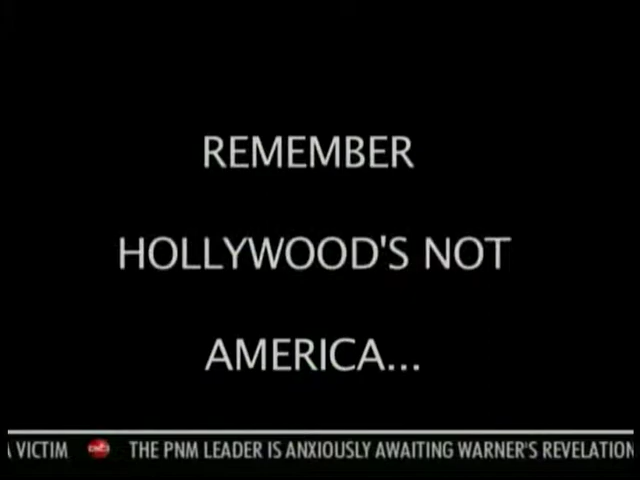 REMEMBER
HOLLYWOOD'S NOT
AMERICA...
VICTIM THE PNM LEADER IS ANXIOUSLY AWAITING WARNER'S REVELATION